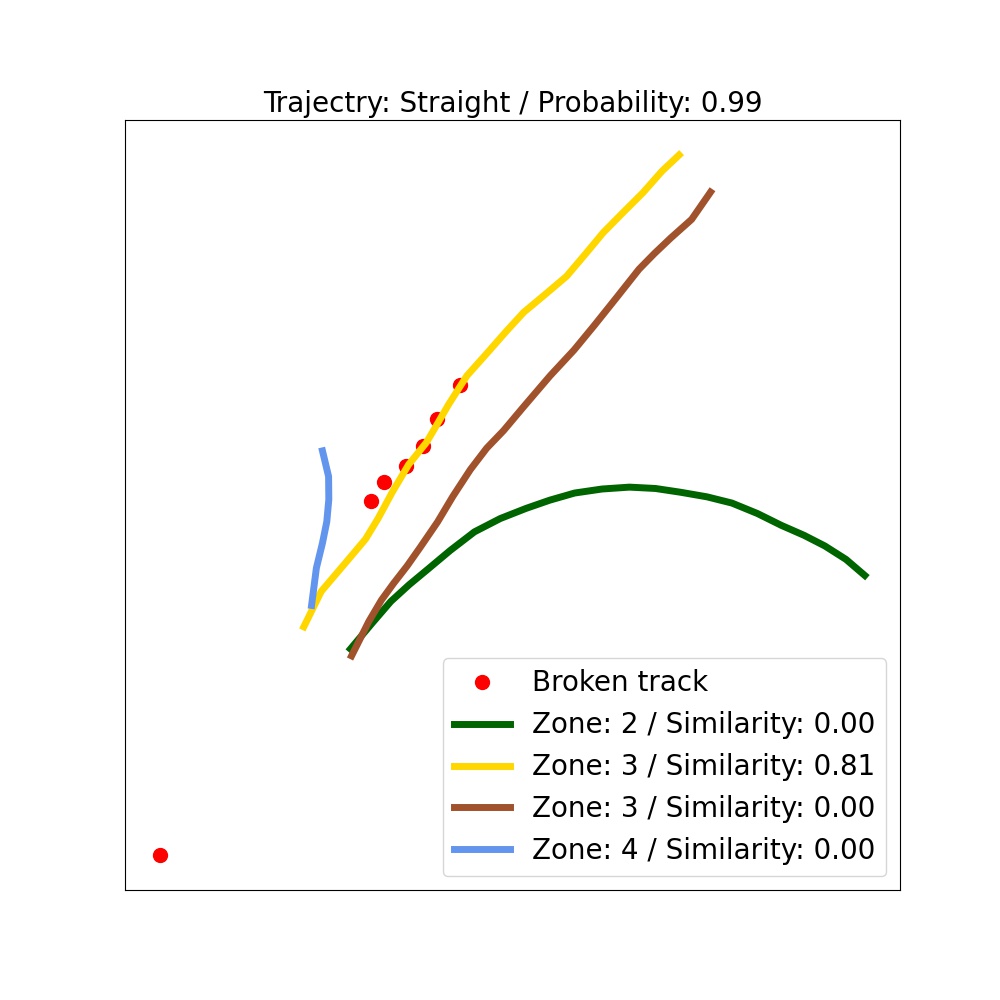 Trajectry: Straight / Probability: 0.99
Broken track
Zone: 2 / Similarity: 0.00
Zone: 3 / Similarity: 0.81
Zone: 3 / Similarity: 0.00
Zone: 4 / Similarity: 0.00